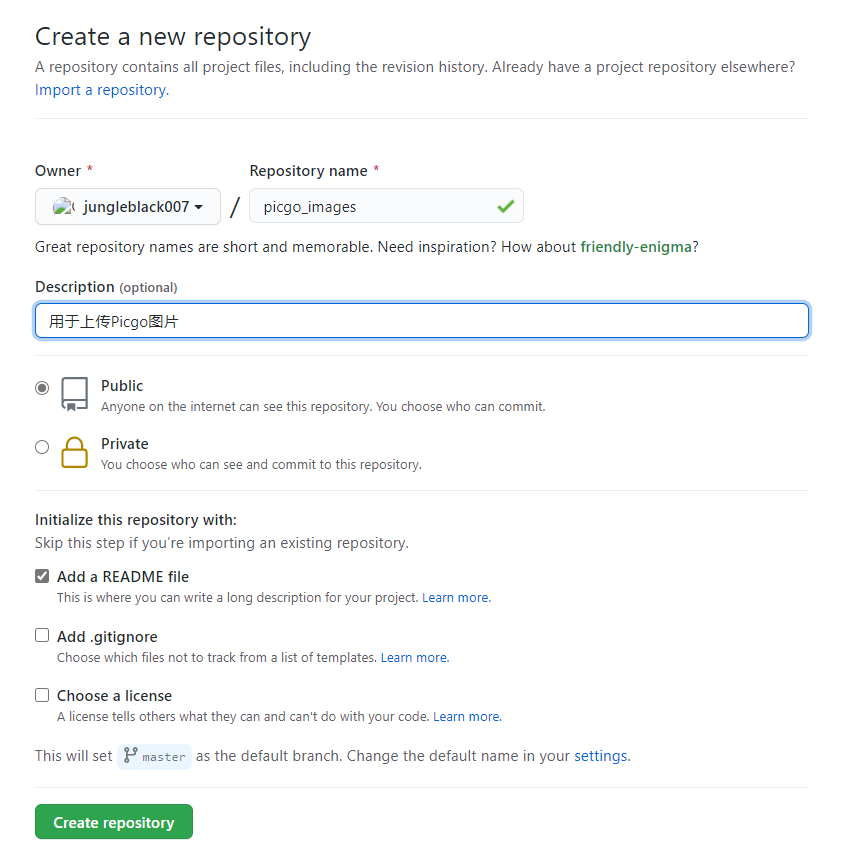 Create a new repository
A repository contains all project files, including the revision history. Already have a project repository elsewhere?
Import a repository.
Owner * Repository name *
jungleblack007 / picgo_images
Great repository names are short and memorable. Need inspiration? How about friendly-enigma?
Description (optional)
用于上传Picgo图片
Public
Anyone on the internet can see this repository. You choose who can commit.
Private
You choose who can see and commit to this repository.
Initialize this repository with:
Skip this step if you’re importing an existing repository.
Add a README file
This is where you can write a long description for your project. Learn more.
Add .gitignore
Choose which files not to track from a list of templates. Learn more.
Choose a license
A license tells others what they can and can't do with your code. Learn more.
This will set master as the default branch. Change the default name in your settings.
Create repository